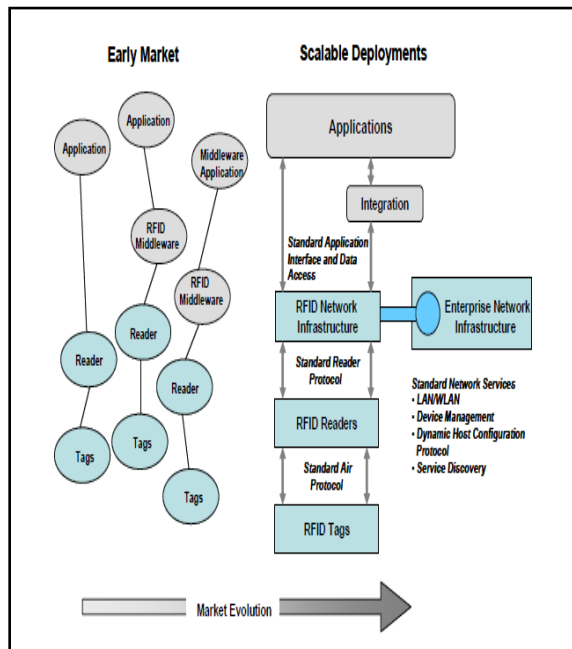 Early Market
Application
Application
Middleware
Application
RFID
Middleware
RFID
Middleware
Reader
Reader
Reader
Tags
Tags
Tags
Scalable Deployments
Applications
Integration
Standard Application
Interface and Data
Access
RFID Network
Infrastructure
Enterprise Network
Infrastructure
Standard Reader
Protocol
RFID Readers
Standard Network Services
• LAN/WLAN
• Device Management
• Dynamic Host Configuration
Protocol
• Service Discovery
Standard Air
Protocol
RFID Tags
Market Evolution